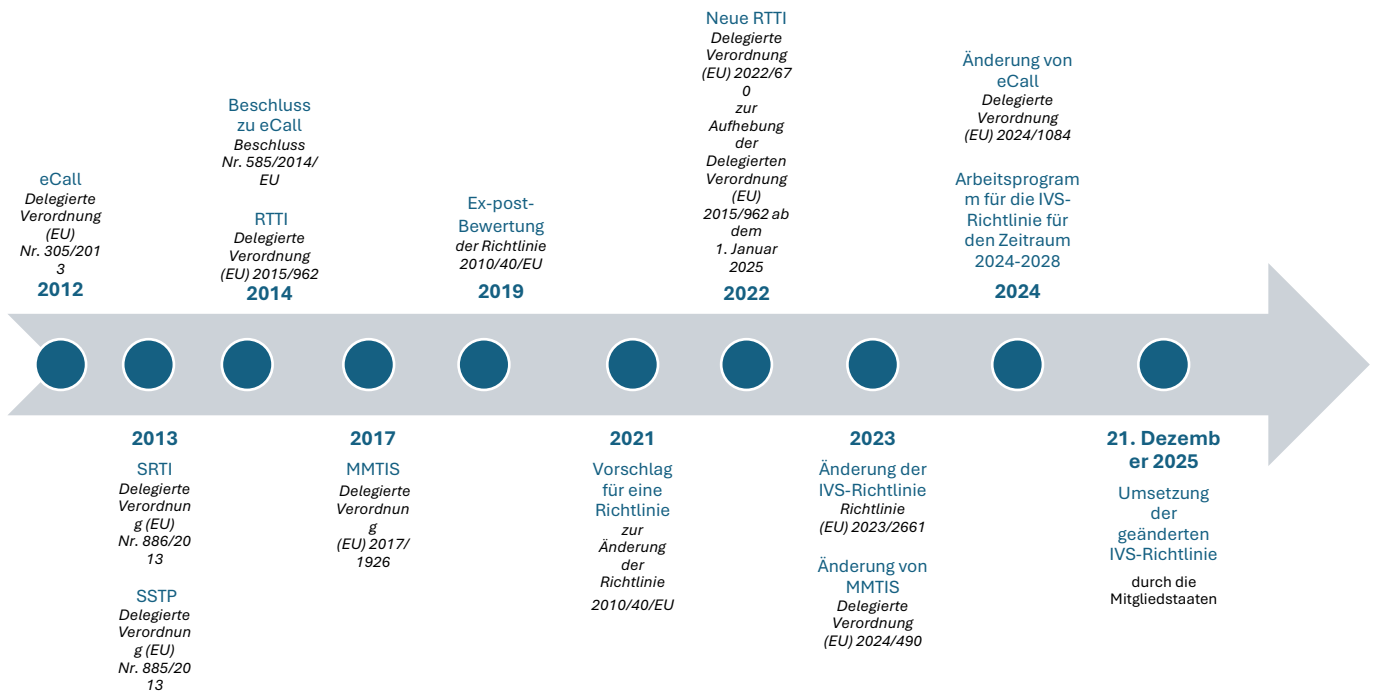 eCall
Delegierte
Verordnung
(EU)
Nr. 305/201
3
2012
Beschluss
zu eCall
Beschluss
Nr. 585/2014/
EU
RTTI
Delegierte
Verordnung
(EU) 2015/962
2014
Ex-post-
Bewertung
der Richtlinie
2010/40/EU
2019
Neue RTTI
Delegierte
Verordnung
(EU) 2022/67
0
zur
Aufhebung
der
Delegierten
Verordnung
(EU)
2015/962 ab
dem
1. Januar
2025
2022
Änderung von
eCall
Delegierte
Verordnung
(EU) 2024/1084
Arbeitsprogram
m für die IVS-
Richtlinie für
den Zeitraum
2024-2028
2024
2013
SRTI
Delegierte
Verordnun
g (EU)
Nr. 886/20
13
SSTP
Delegierte
Verordnun
g (EU)
Nr. 885/20
13
2017
MMTIS
Delegierte
Verordnun
g
(EU) 2017/
1926
2021
Vorschlag
für eine
Richtlinie
zur
Änderung
der
Richtlinie
2010/40/EU
2023
Änderung der
IVS-Richtlinie
Richtlinie
(EU) 2023/2661
Änderung von
MMTIS
Delegierte
Verordnung
(EU) 2024/490
21. Dezemb
er 2025
Umsetzung
der
geänderten
IVS-Richtlinie
durch die
Mitgliedstaaten